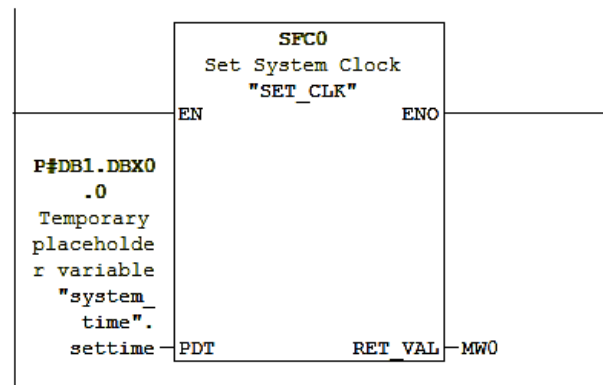 SFC0
Set System Clock
"SET_CLK"
EN ENO
P#DB1.DBX0
.0
Temporary
placeholde
r variable
"system_
time".
settime PDT RET_VAL MW0